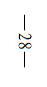 — 28 —